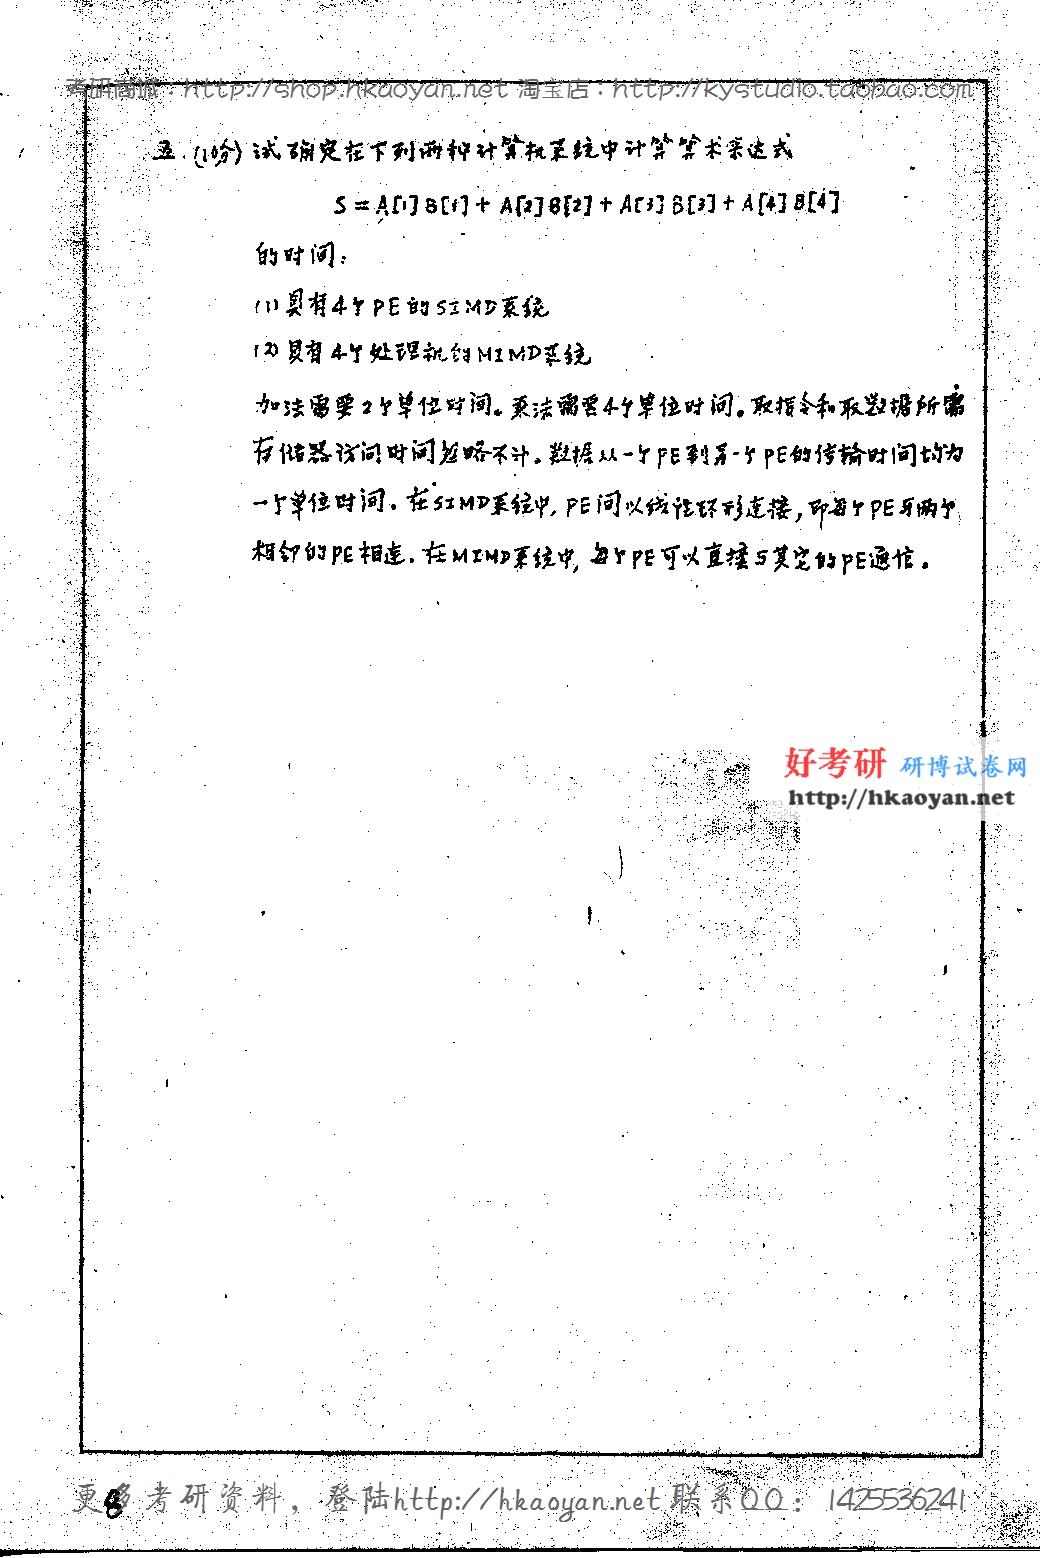 考研商城：http://shop.hkaoyan.net 淘宝店：http://kystudio.taobao.com
五.(10分) 试确定在下列两种计算机系统中计算算术表达式
S = A[1]B[1] + A[2]B[2] + A[3]B[3] + A[4]B[4]
的时间：
(1) 具有4个PE的SIMD系统
(2) 具有4个处理机的MIMD系统
加法需要2个单位时间。乘法需要4个单位时间。取指令和取数据所需
存储器访问时间忽略不计。数据从一个PE到另一个PE的传输时间均为
一个单位时间。在SIMD系统中，PE间以线性环形连接，即每个PE与两个
相邻的PE相连。在MIMD系统中，每个PE可以直接与其它的PE通信。
好考研 研博试卷网
http://hkaoyan.net
更多考研资料，登陆http://hkaoyan.net 联系QQ：1425536241
8